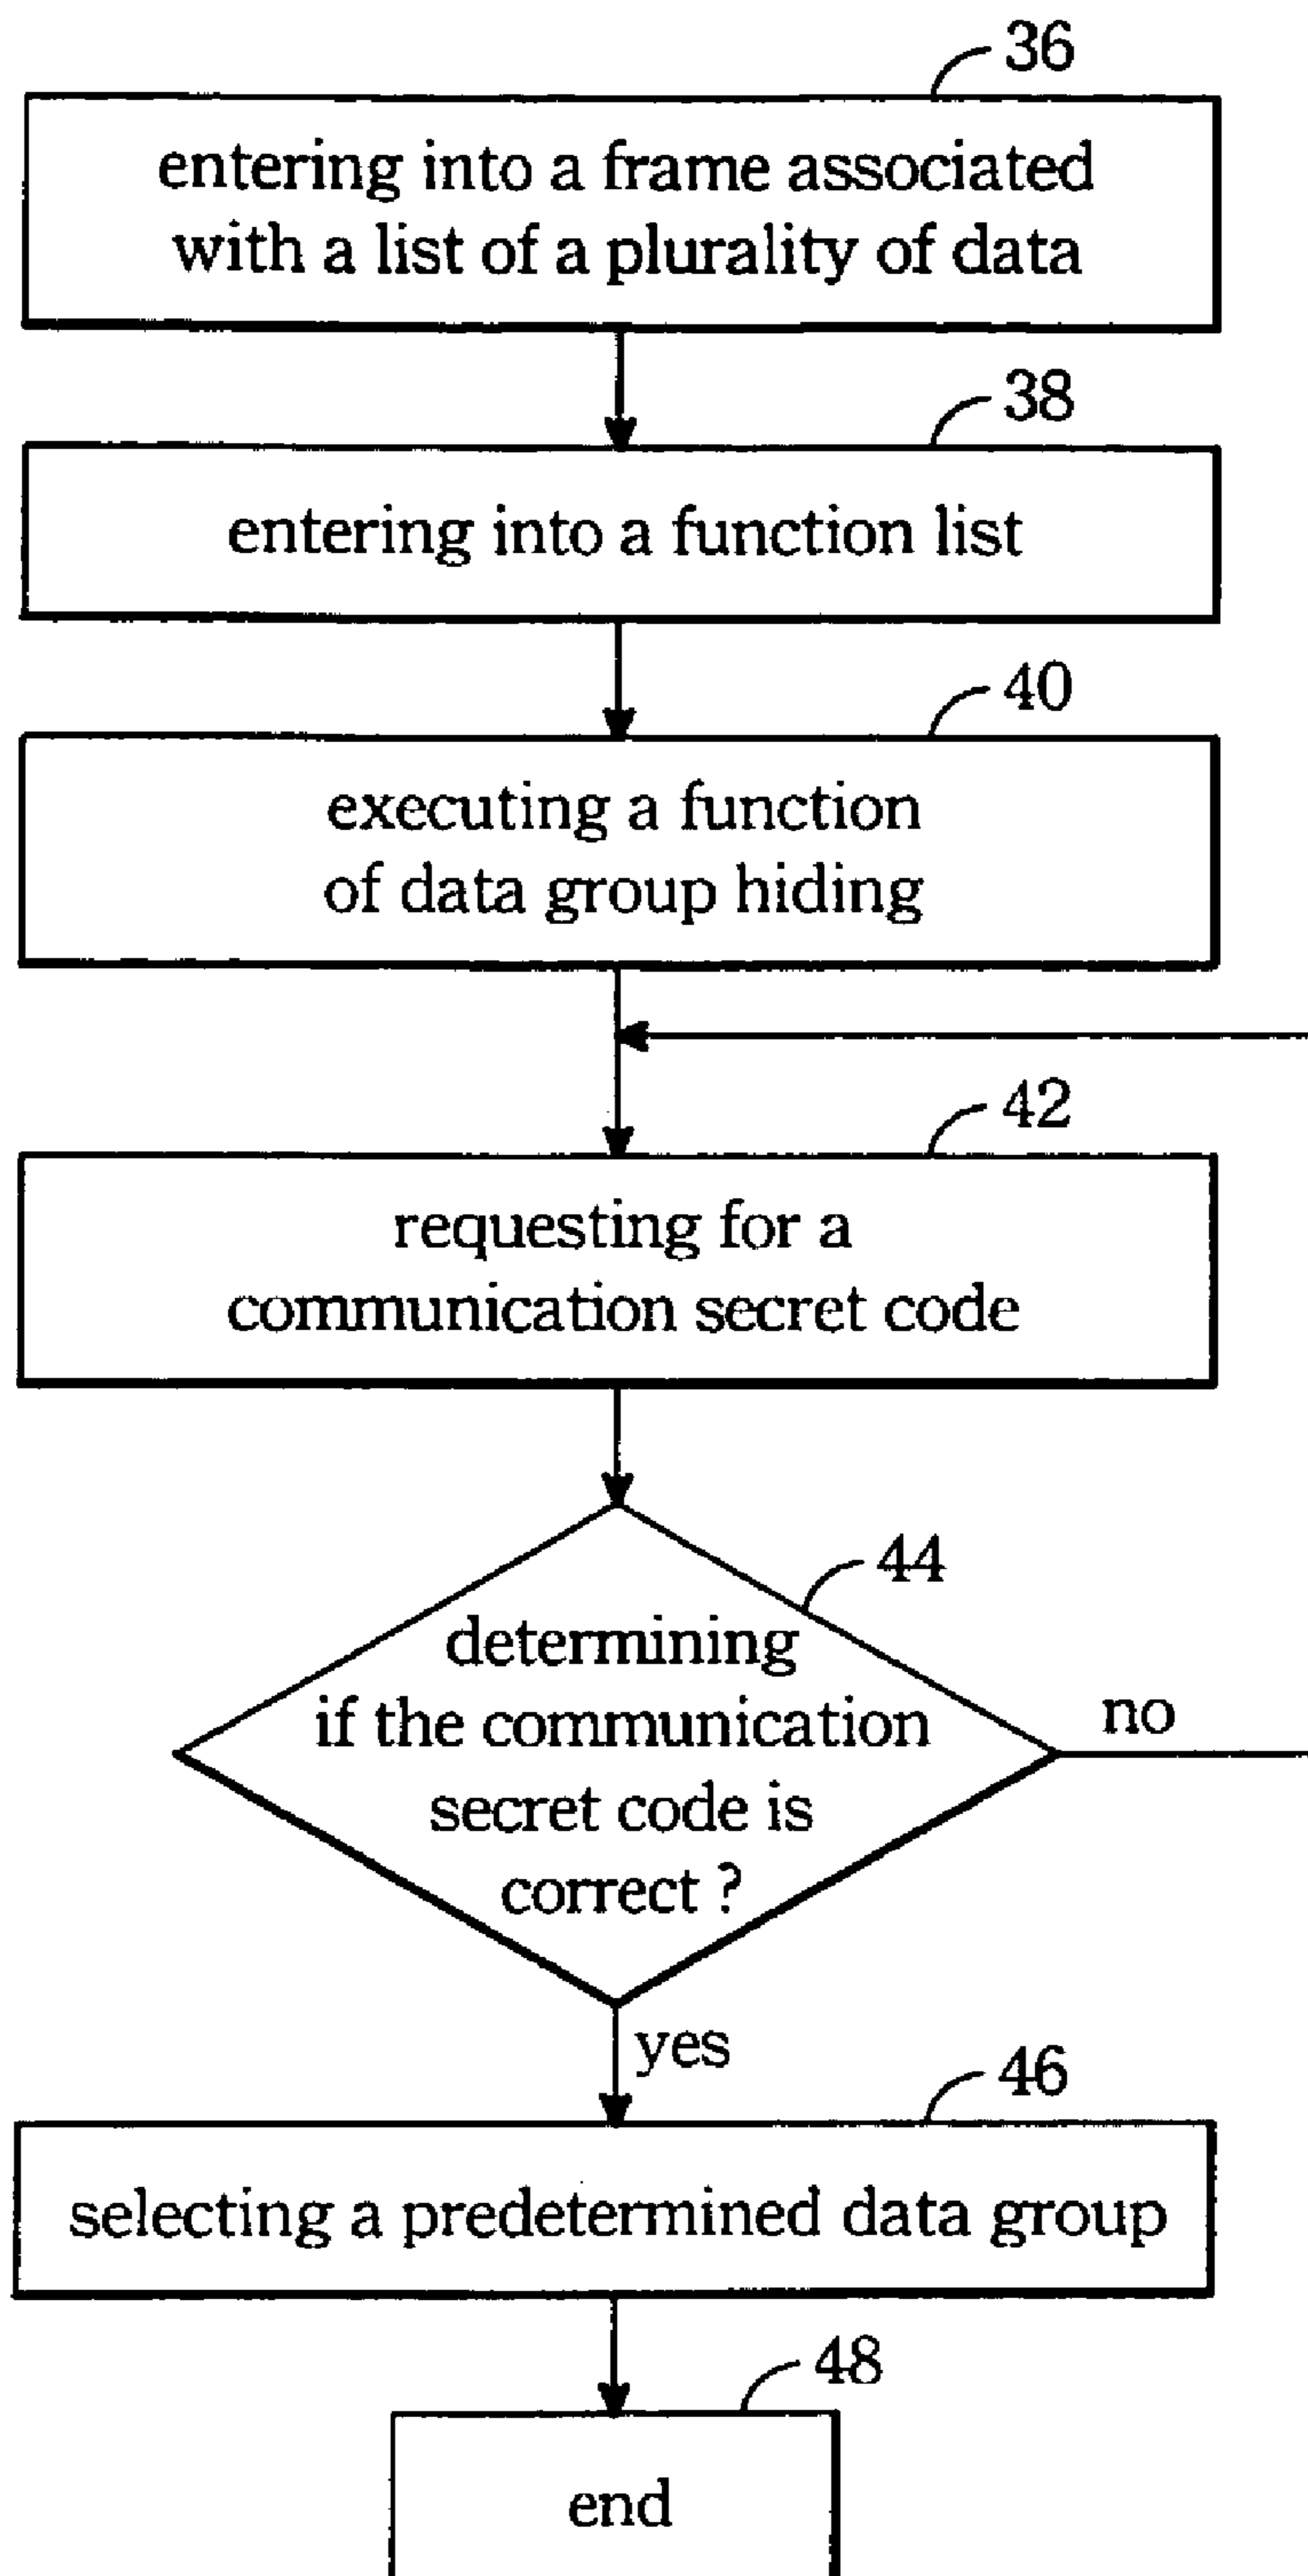 36
entering into a frame associated
with a list of a plurality of data
38
entering into a function list
40
executing a function
of data group hiding
42
requesting for a
communication secret code
44
determining
if the communication
secret code is
correct ?
no
yes
46
selecting a predetermined data group
48
end